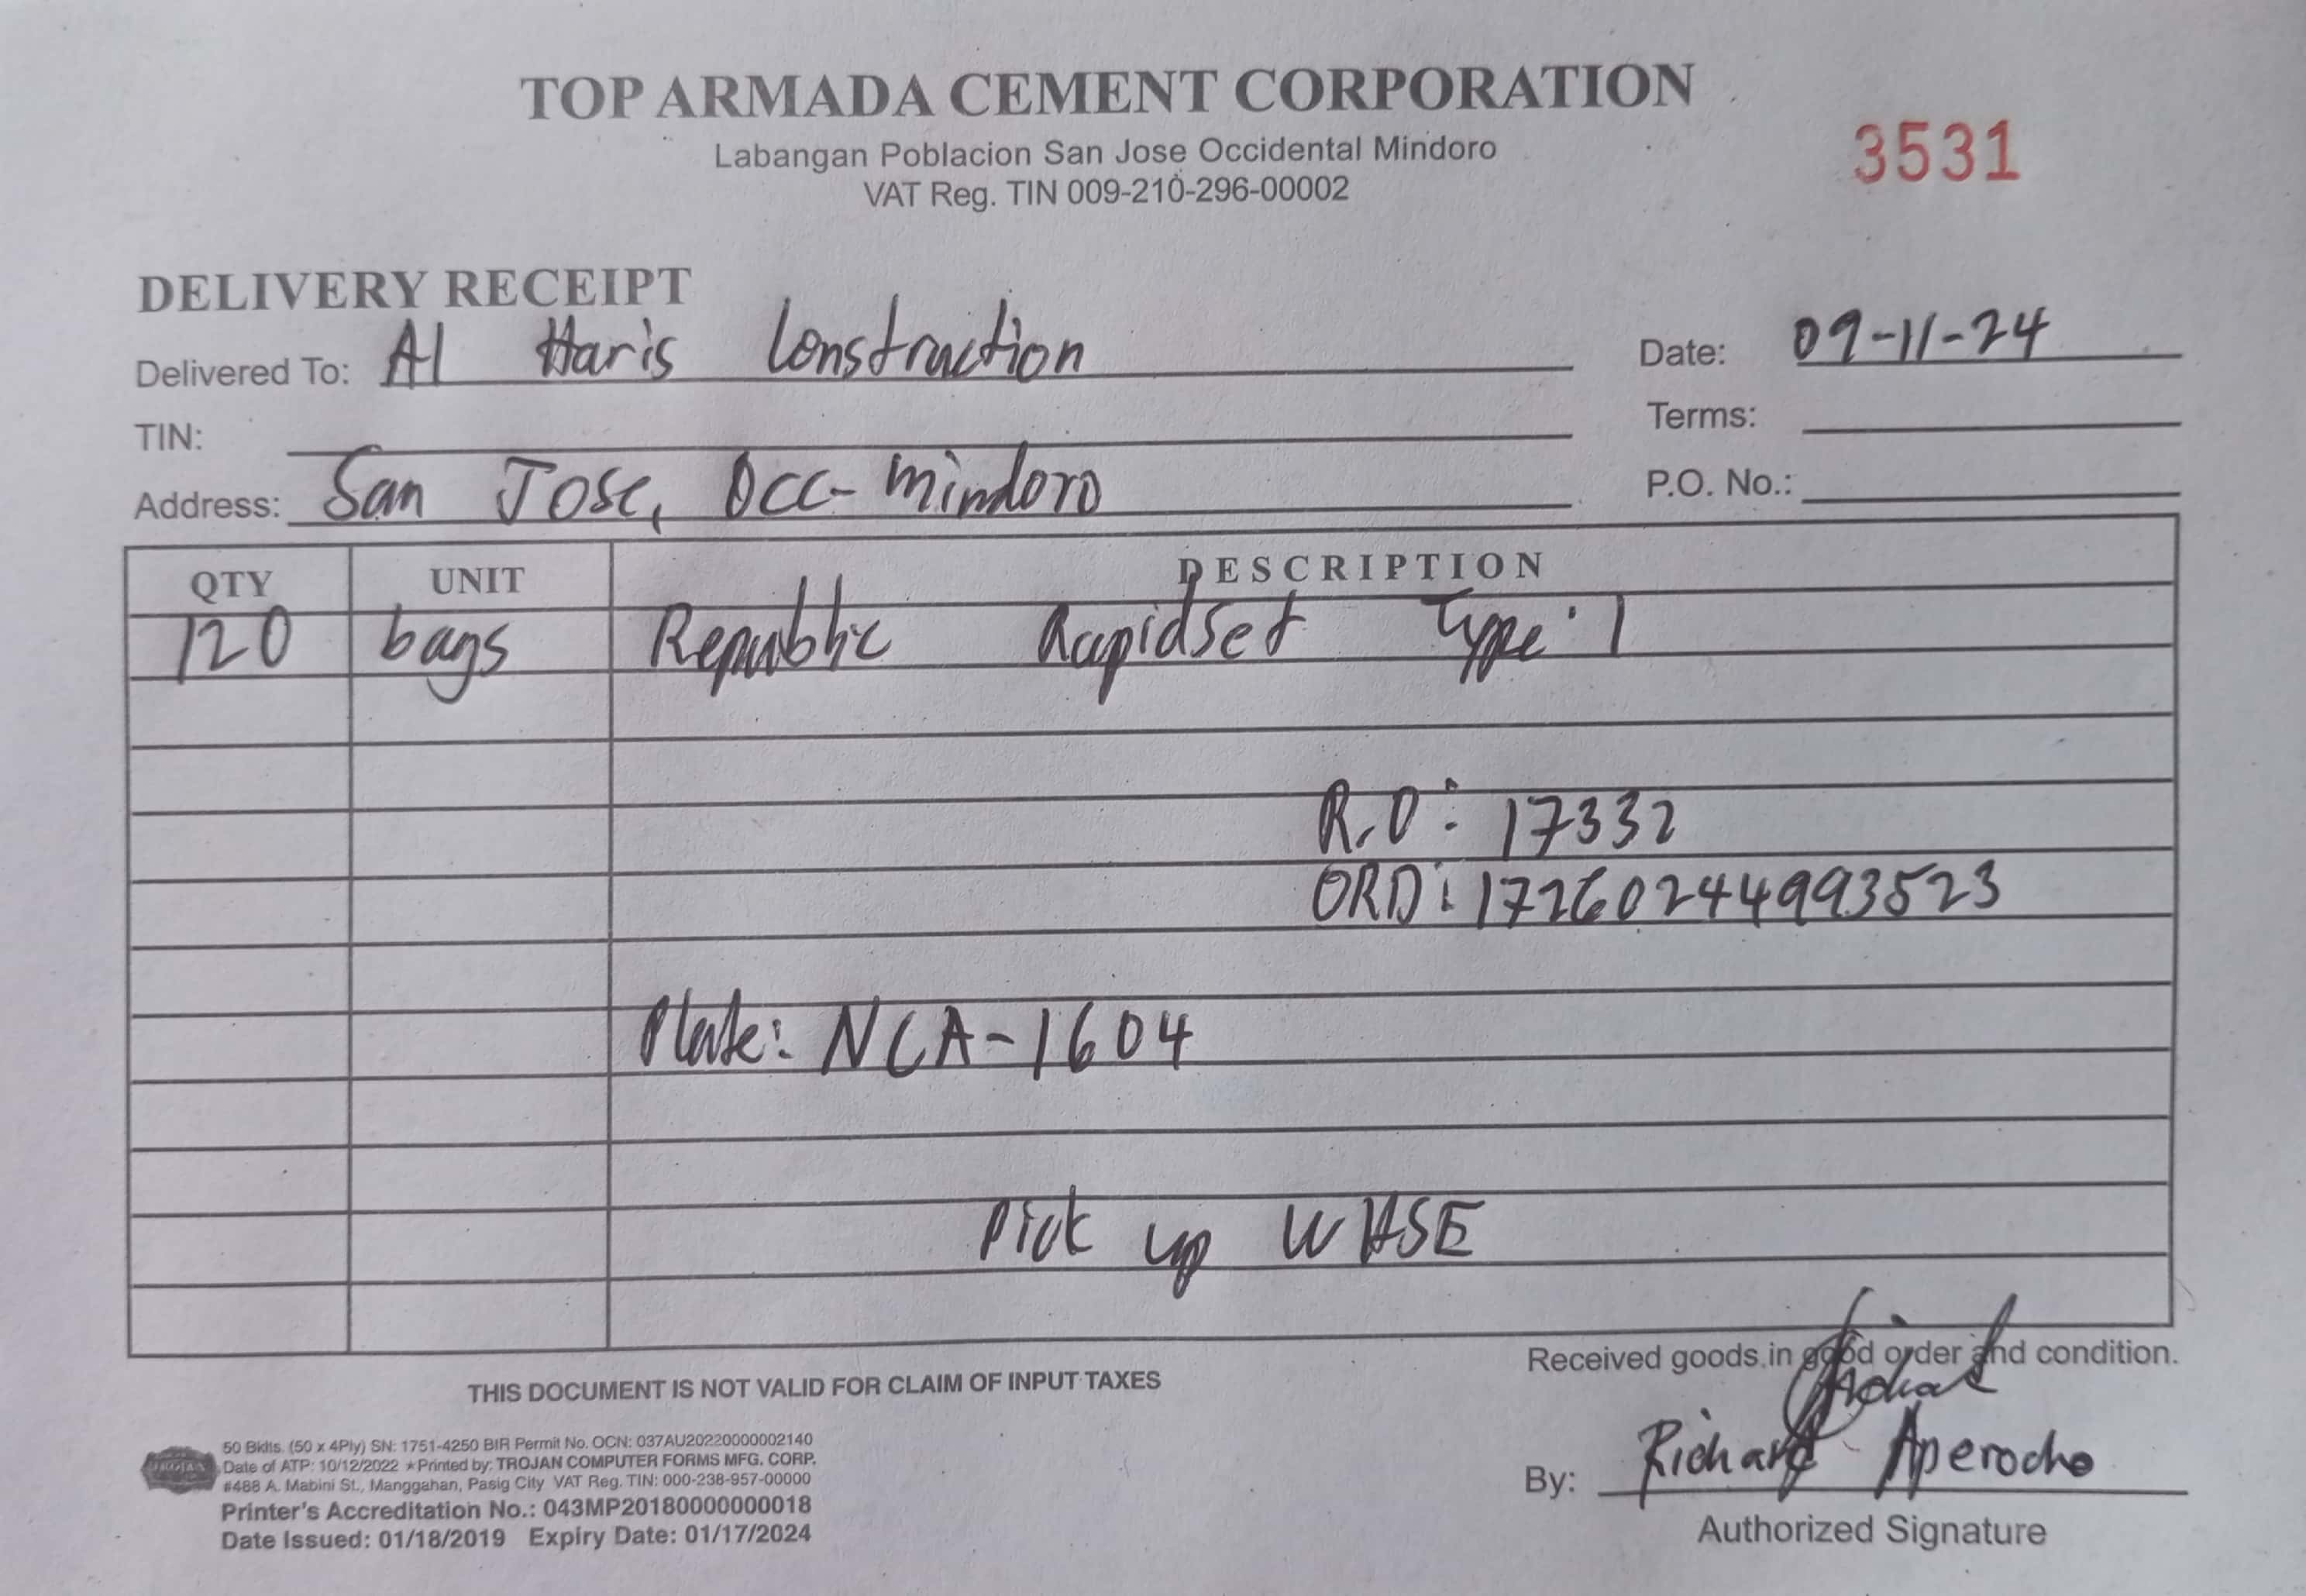 TOP ARMADA CEMENT CORPORATION
Labangan Poblacion San Jose Occidental Mindoro
VAT Reg. TIN 009-210-296-00002
3531
DELIVERY RECEIPT
Delivered To: Al Haris Construction
Date: 09-11-24
TIN:
Terms:
Address: San Jose, Occ-Mindoro
P.O. No.:
QTY UNIT DESCRIPTION
120 bags Republic Rapidset Type 1
R.O: 17332
ORD: 17260244993523
Plate: NCA-1604
Pick up WHSE
Received goods in good order and condition.
THIS DOCUMENT IS NOT VALID FOR CLAIM OF INPUT TAXES
50 Bklts. (50 x 4Ply) SN: 1751-4250 BIR Permit No. OCN: 037AU20220000002140
Date of ATP: 10/12/2022 ★Printed by: TROJAN COMPUTER FORMS MFG. CORP.
#488 A. Mabini St., Manggahan, Pasig City VAT Reg. TIN: 000-238-957-00000
Printer's Accreditation No.: 043MP20180000000018
Date Issued: 01/18/2019 Expiry Date: 01/17/2024
TROJAN
By: Richard Aperocho
Authorized Signature